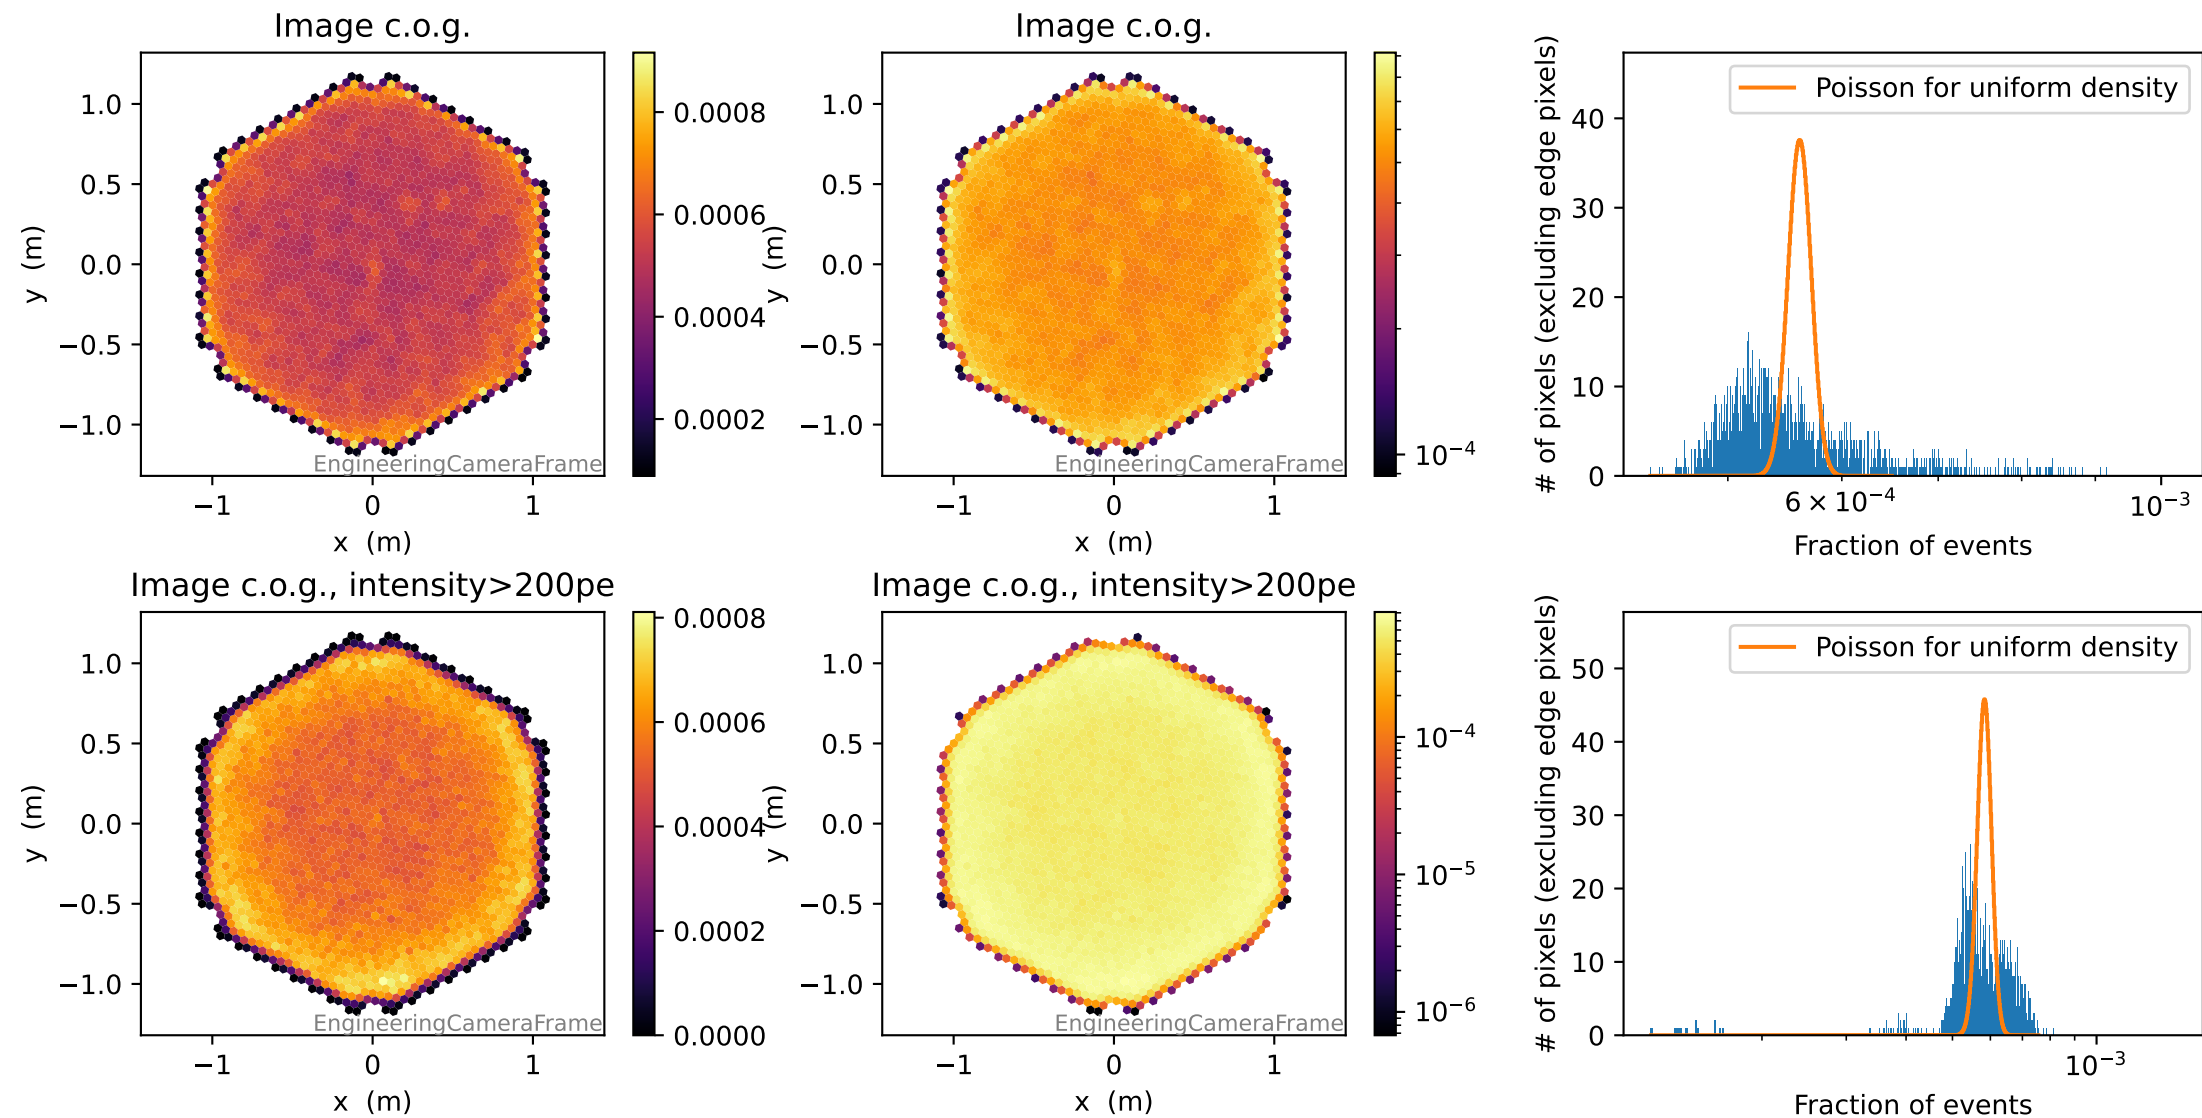 Image c.o.g.
y (m)
1.0
0.5
0.0
−0.5
−1.0
EngineeringCameraFrame
−1
0
1
x (m)
0.0008
0.0006
0.0004
0.0002
Image c.o.g.
y (m)
1.0
0.5
0.0
−0.5
−1.0
EngineeringCameraFrame
−1
0
1
x (m)
10⁻⁴
# of pixels (excluding edge pixels)
40
30
20
10
0
Poisson for uniform density
6 × 10⁻⁴
10⁻³
Fraction of events
Image c.o.g., intensity>200pe
y (m)
1.0
0.5
0.0
−0.5
−1.0
EngineeringCameraFrame
−1
0
1
x (m)
0.0008
0.0006
0.0004
0.0002
0.0000
Image c.o.g., intensity>200pe
y (m)
1.0
0.5
0.0
−0.5
−1.0
EngineeringCameraFrame
−1
0
1
x (m)
10⁻⁴
10⁻⁵
10⁻⁶
# of pixels (excluding edge pixels)
50
40
30
20
10
0
Poisson for uniform density
10⁻³
Fraction of events